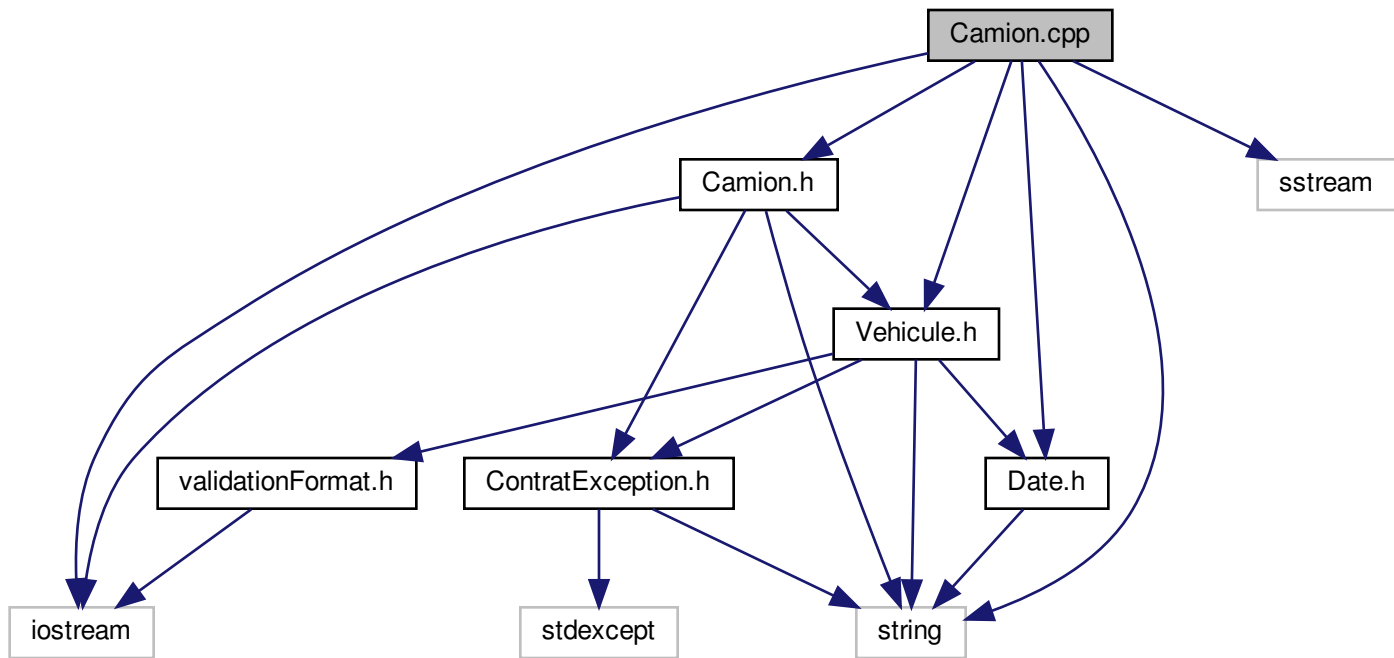 Camion.cpp
Camion.h
sstream
Vehicule.h
validationFormat.h
ContratException.h
Date.h
iostream
stdexcept
string